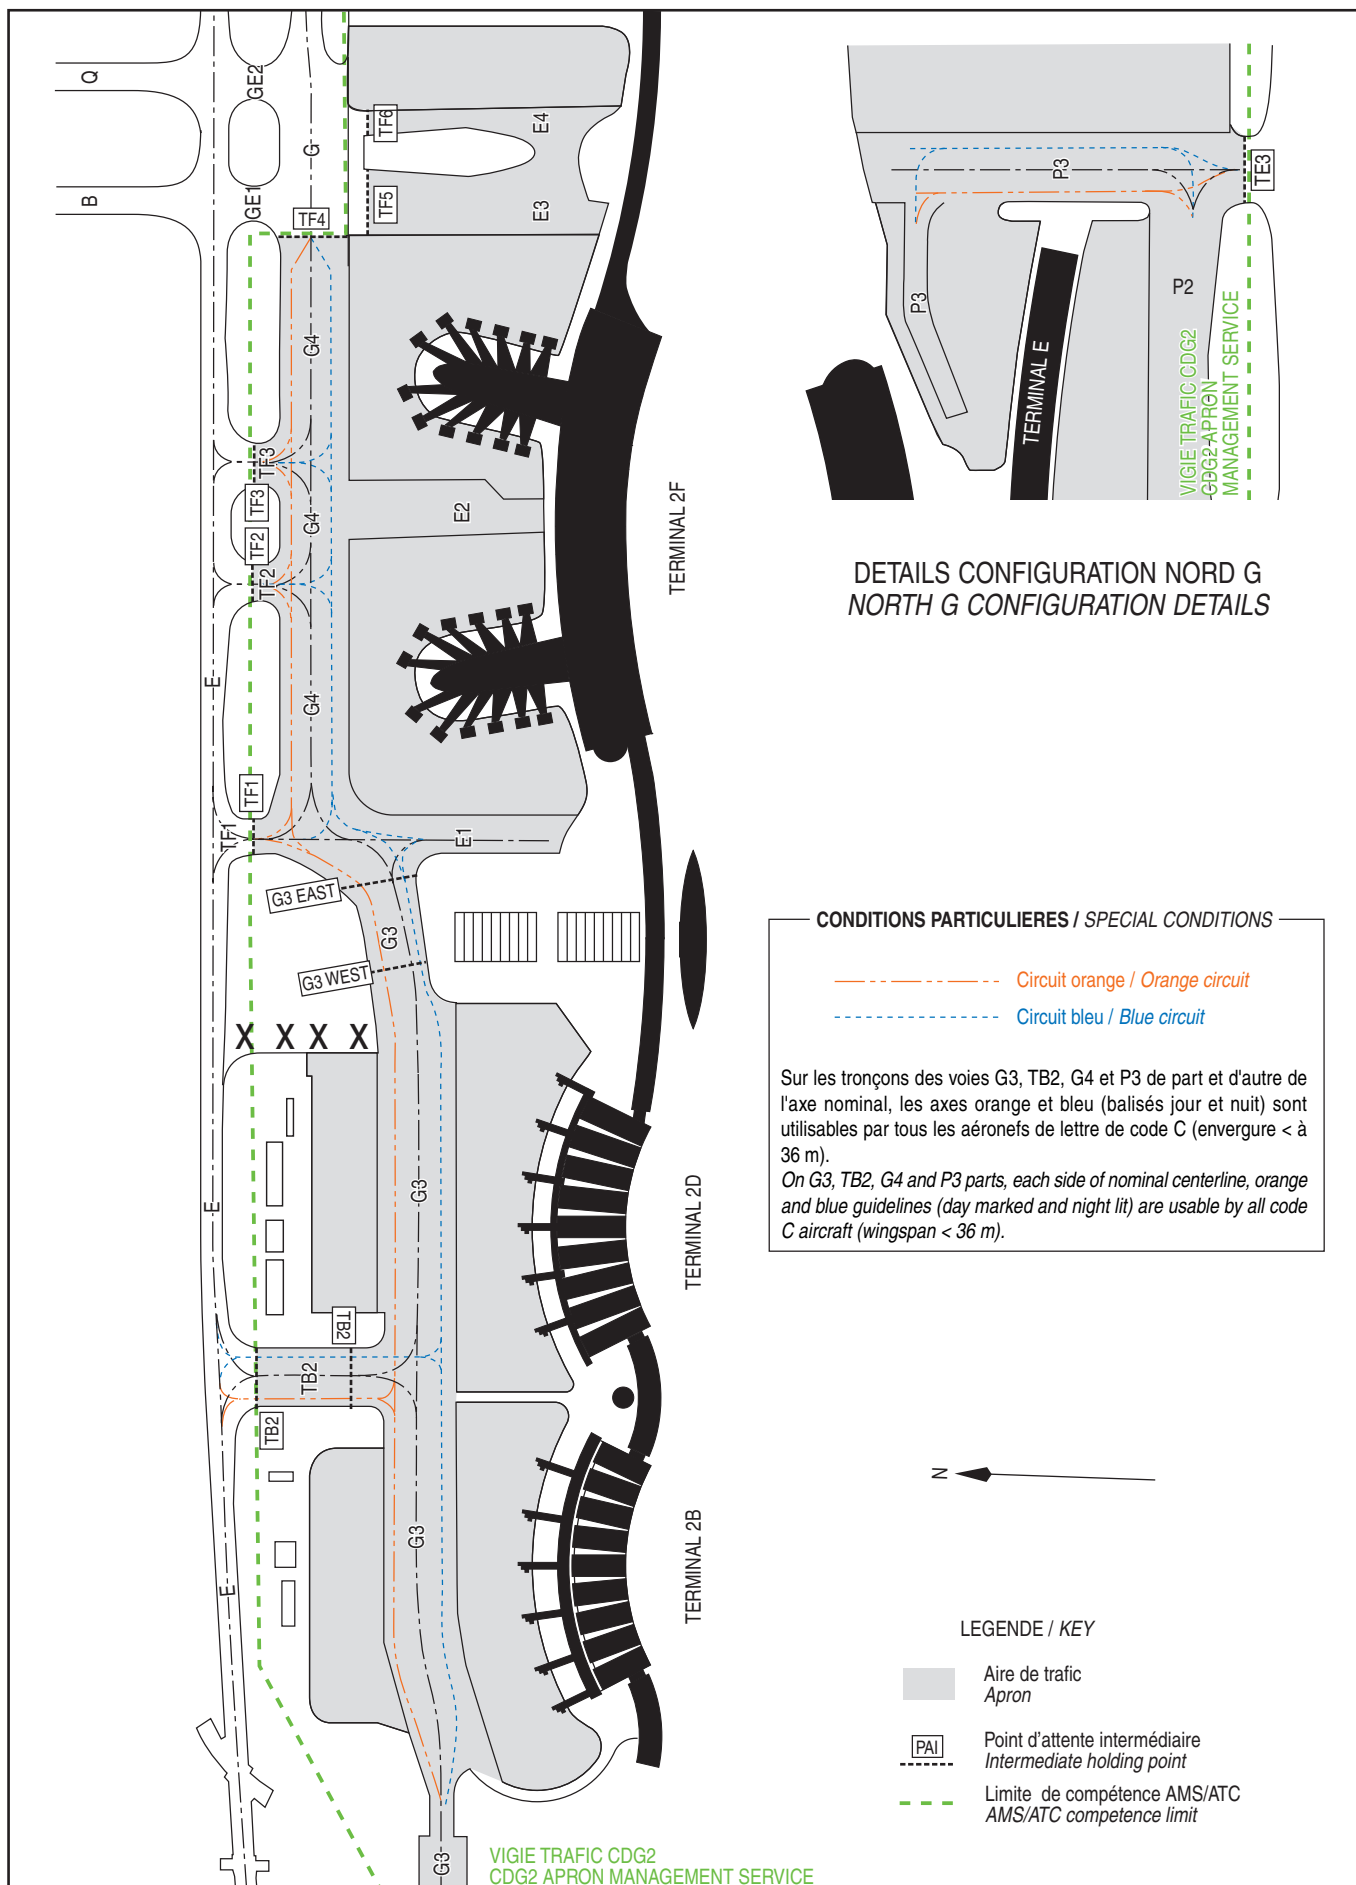 Q
GE2
G
TF6
E4
B
GE1
TF4
TF5
E3
G4
TF3
TF3
G4
E2
TF2
TF2
TERMINAL 2F
E
G4
TF1
TF1
E1
G3 EAST
G3
G3 WEST
X X X X
E
G3
TERMINAL 2D
TB2
TB2
TB2
G3
TERMINAL 2B
E
G3
VIGIE TRAFIC CDG2
CDG2 APRON MANAGEMENT SERVICE
P3
TE3
P3
P2
TERMINAL E
VIGIE TRAFIC CDG2
CDG2 APRON
MANAGEMENT SERVICE
DETAILS CONFIGURATION NORD G
NORTH G CONFIGURATION DETAILS
CONDITIONS PARTICULIERES / SPECIAL CONDITIONS
Circuit orange / Orange circuit
Circuit bleu / Blue circuit
Sur les tronçons des voies G3, TB2, G4 et P3 de part et d'autre de
l'axe nominal, les axes orange et bleu (balisés jour et nuit) sont
utilisables par tous les aéronefs de lettre de code C (envergure < à
36 m).
On G3, TB2, G4 and P3 parts, each side of nominal centerline, orange
and blue guidelines (day marked and night lit) are usable by all code
C aircraft (wingspan < 36 m).
N
LEGENDE / KEY
Aire de trafic
Apron
PAI
Point d'attente intermédiaire
Intermediate holding point
Limite de compétence AMS/ATC
AMS/ATC competence limit